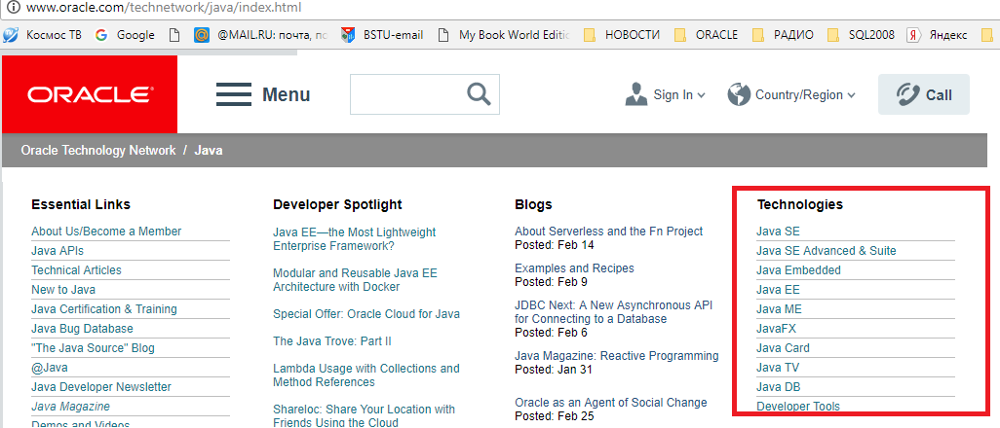 www.oracle.com/technetwork/java/index.html
Космос ТВ Google @MAIL.RU: почта, по BSTU-email My Book World Editio НОВОСТИ ORACLE РАДИО SQL2008 Яндекс
ORACLE Menu Sign In Country/Region Call
Oracle Technology Network / Java
Essential Links
About Us/Become a Member
Java APIs
Technical Articles
New to Java
Java Certification & Training
Java Bug Database
"The Java Source" Blog
@Java
Java Developer Newsletter
Java Magazine
Demos and Videos
Developer Spotlight
Java EE—the Most Lightweight
Enterprise Framework?
Modular and Reusable Java EE
Architecture with Docker
Special Offer: Oracle Cloud for Java
The Java Trove: Part II
Lambda Usage with Collections and
Method References
Shareloc: Share Your Location with
Friends Using the Cloud
Blogs
About Serverless and the Fn Project
Posted: Feb 14
Examples and Recipes
Posted: Feb 9
JDBC Next: A New Asynchronous API
for Connecting to a Database
Posted: Feb 6
Java Magazine: Reactive Programming
Posted: Jan 31
Oracle as an Agent of Social Change
Posted: Feb 25
Technologies
Java SE
Java SE Advanced & Suite
Java Embedded
Java EE
Java ME
JavaFX
Java Card
Java TV
Java DB
Developer Tools